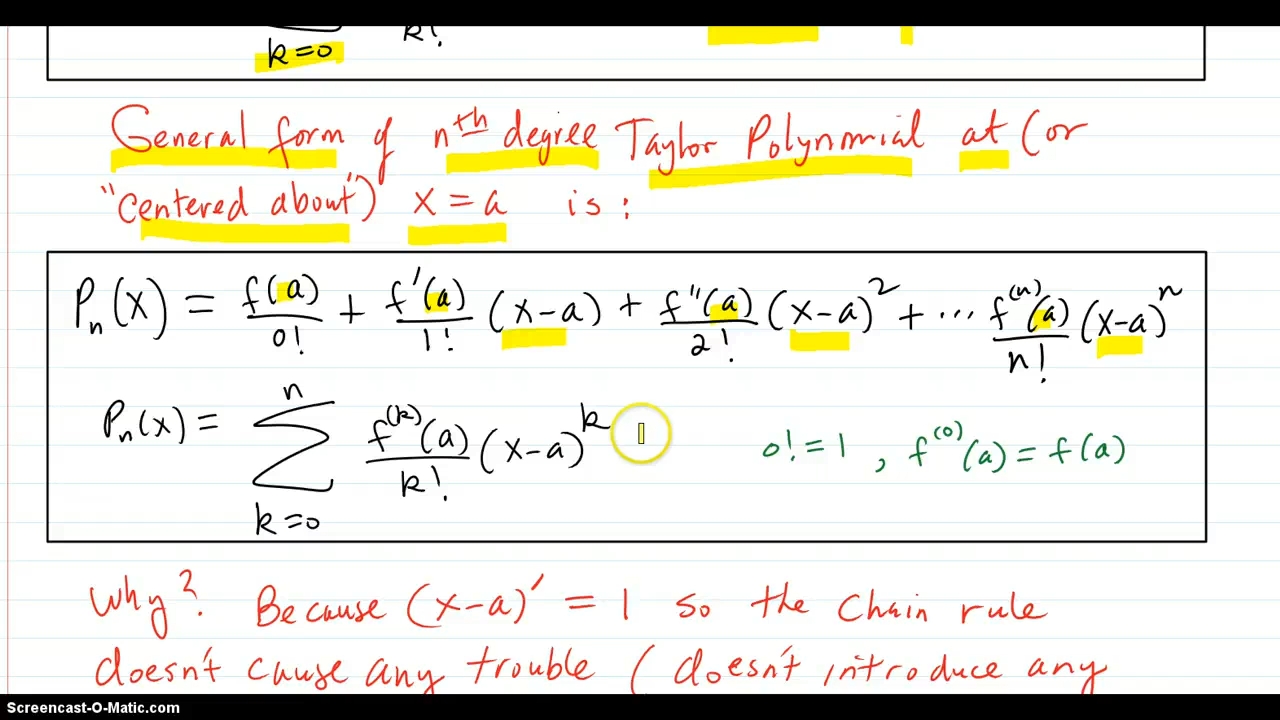 k=0 k!
General form of nth degree Taylor Polynomial at (or
"centered about") x = a is:
Pn(x) = f(a)/0! + f'(a)/1! (x-a) + f''(a)/2! (x-a)² + ... f⁽ⁿ⁾(a)/n! (x-a)ⁿ
Pn(x) = Σ n k=0 f⁽ᵏ⁾(a)/k! (x-a)ᵏ 0! = 1, f⁽⁰⁾(a) = f(a)
Why? Because (x-a)' = 1 so the chain rule
doesn't cause any trouble (doesn't introduce any
Screencast-O-Matic.com